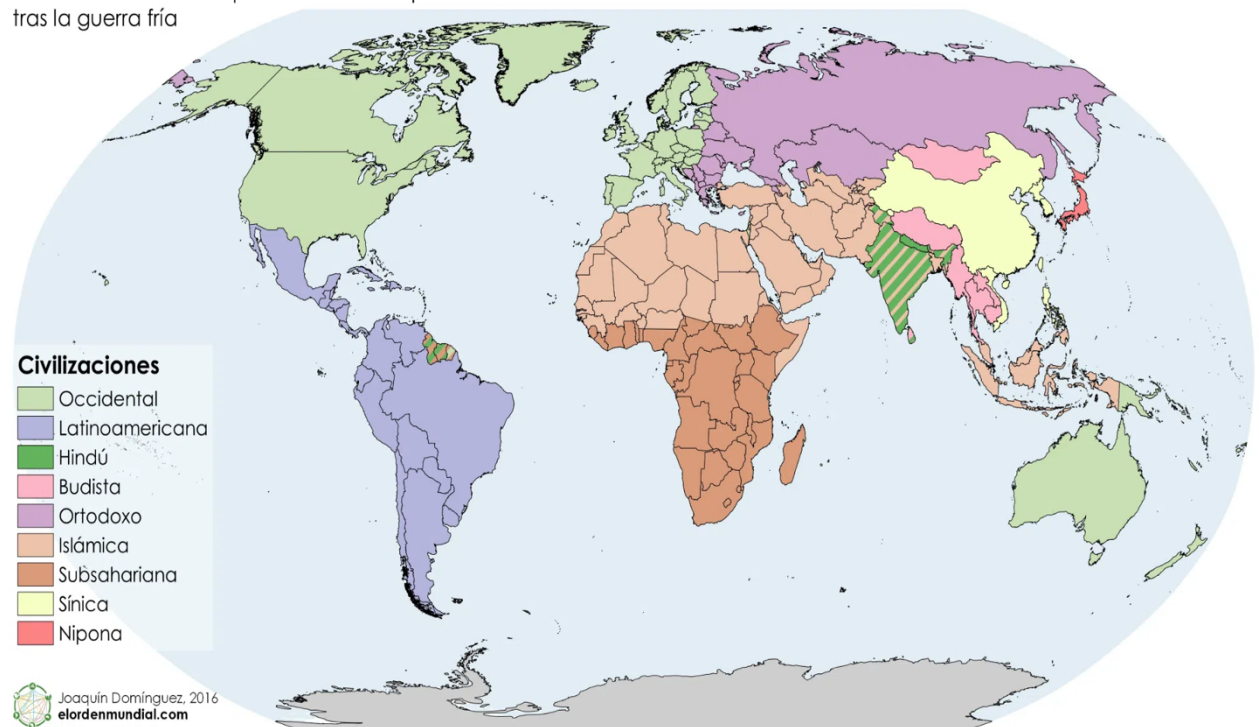 tras la guerra fría
Civilizaciones
Occidental
Latinoamericana
Hindú
Budista
Ortodoxo
Islámica
Subsahariana
Sínica
Nipona
Joaquín Domínguez, 2016
elordenmundial.com